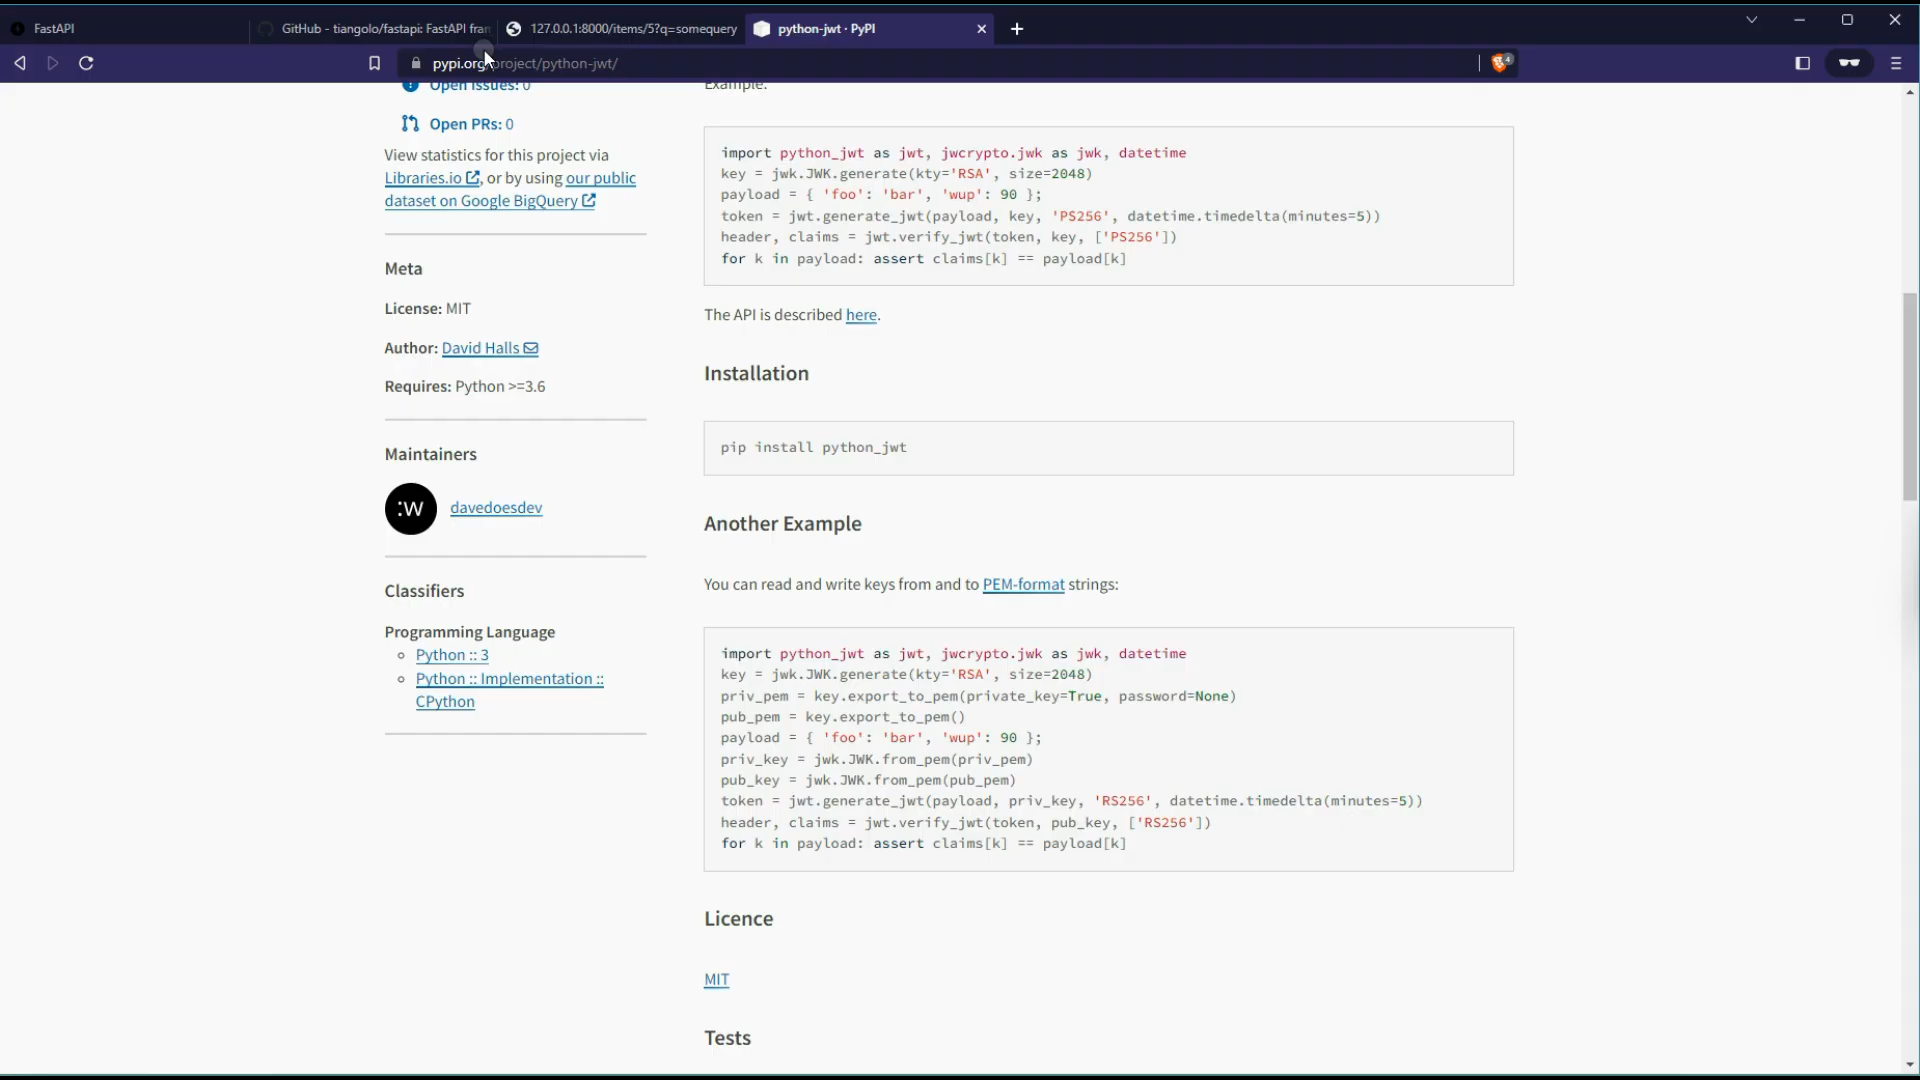 FastAPI
GitHub - tiangolo/fastapi: FastAPI fran
127.0.0.1:8000/items/5?q=somequery
python-jwt · PyPI
pypi.org/project/python-jwt/
4
Open issues: 0
Open PRs: 0
View statistics for this project via
Libraries.io, or by using our public
dataset on Google BigQuery
Meta
License: MIT
Author: David Halls
Requires: Python >=3.6
Maintainers
:W
davedoesdev
Classifiers
Programming Language
Python :: 3
Python :: Implementation ::
CPython
Example:
import python_jwt as jwt, jwcrypto.jwk as jwk, datetime
key = jwk.JWK.generate(kty='RSA', size=2048)
payload = { 'foo': 'bar', 'wup': 90 };
token = jwt.generate_jwt(payload, key, 'PS256', datetime.timedelta(minutes=5))
header, claims = jwt.verify_jwt(token, key, ['PS256'])
for k in payload: assert claims[k] == payload[k]
The API is described here.
Installation
pip install python_jwt
Another Example
You can read and write keys from and to PEM-format strings:
import python_jwt as jwt, jwcrypto.jwk as jwk, datetime
key = jwk.JWK.generate(kty='RSA', size=2048)
priv_pem = key.export_to_pem(private_key=True, password=None)
pub_pem = key.export_to_pem()
payload = { 'foo': 'bar', 'wup': 90 };
priv_key = jwk.JWK.from_pem(priv_pem)
pub_key = jwk.JWK.from_pem(pub_pem)
token = jwt.generate_jwt(payload, priv_key, 'RS256', datetime.timedelta(minutes=5))
header, claims = jwt.verify_jwt(token, pub_key, ['RS256'])
for k in payload: assert claims[k] == payload[k]
Licence
MIT
Tests